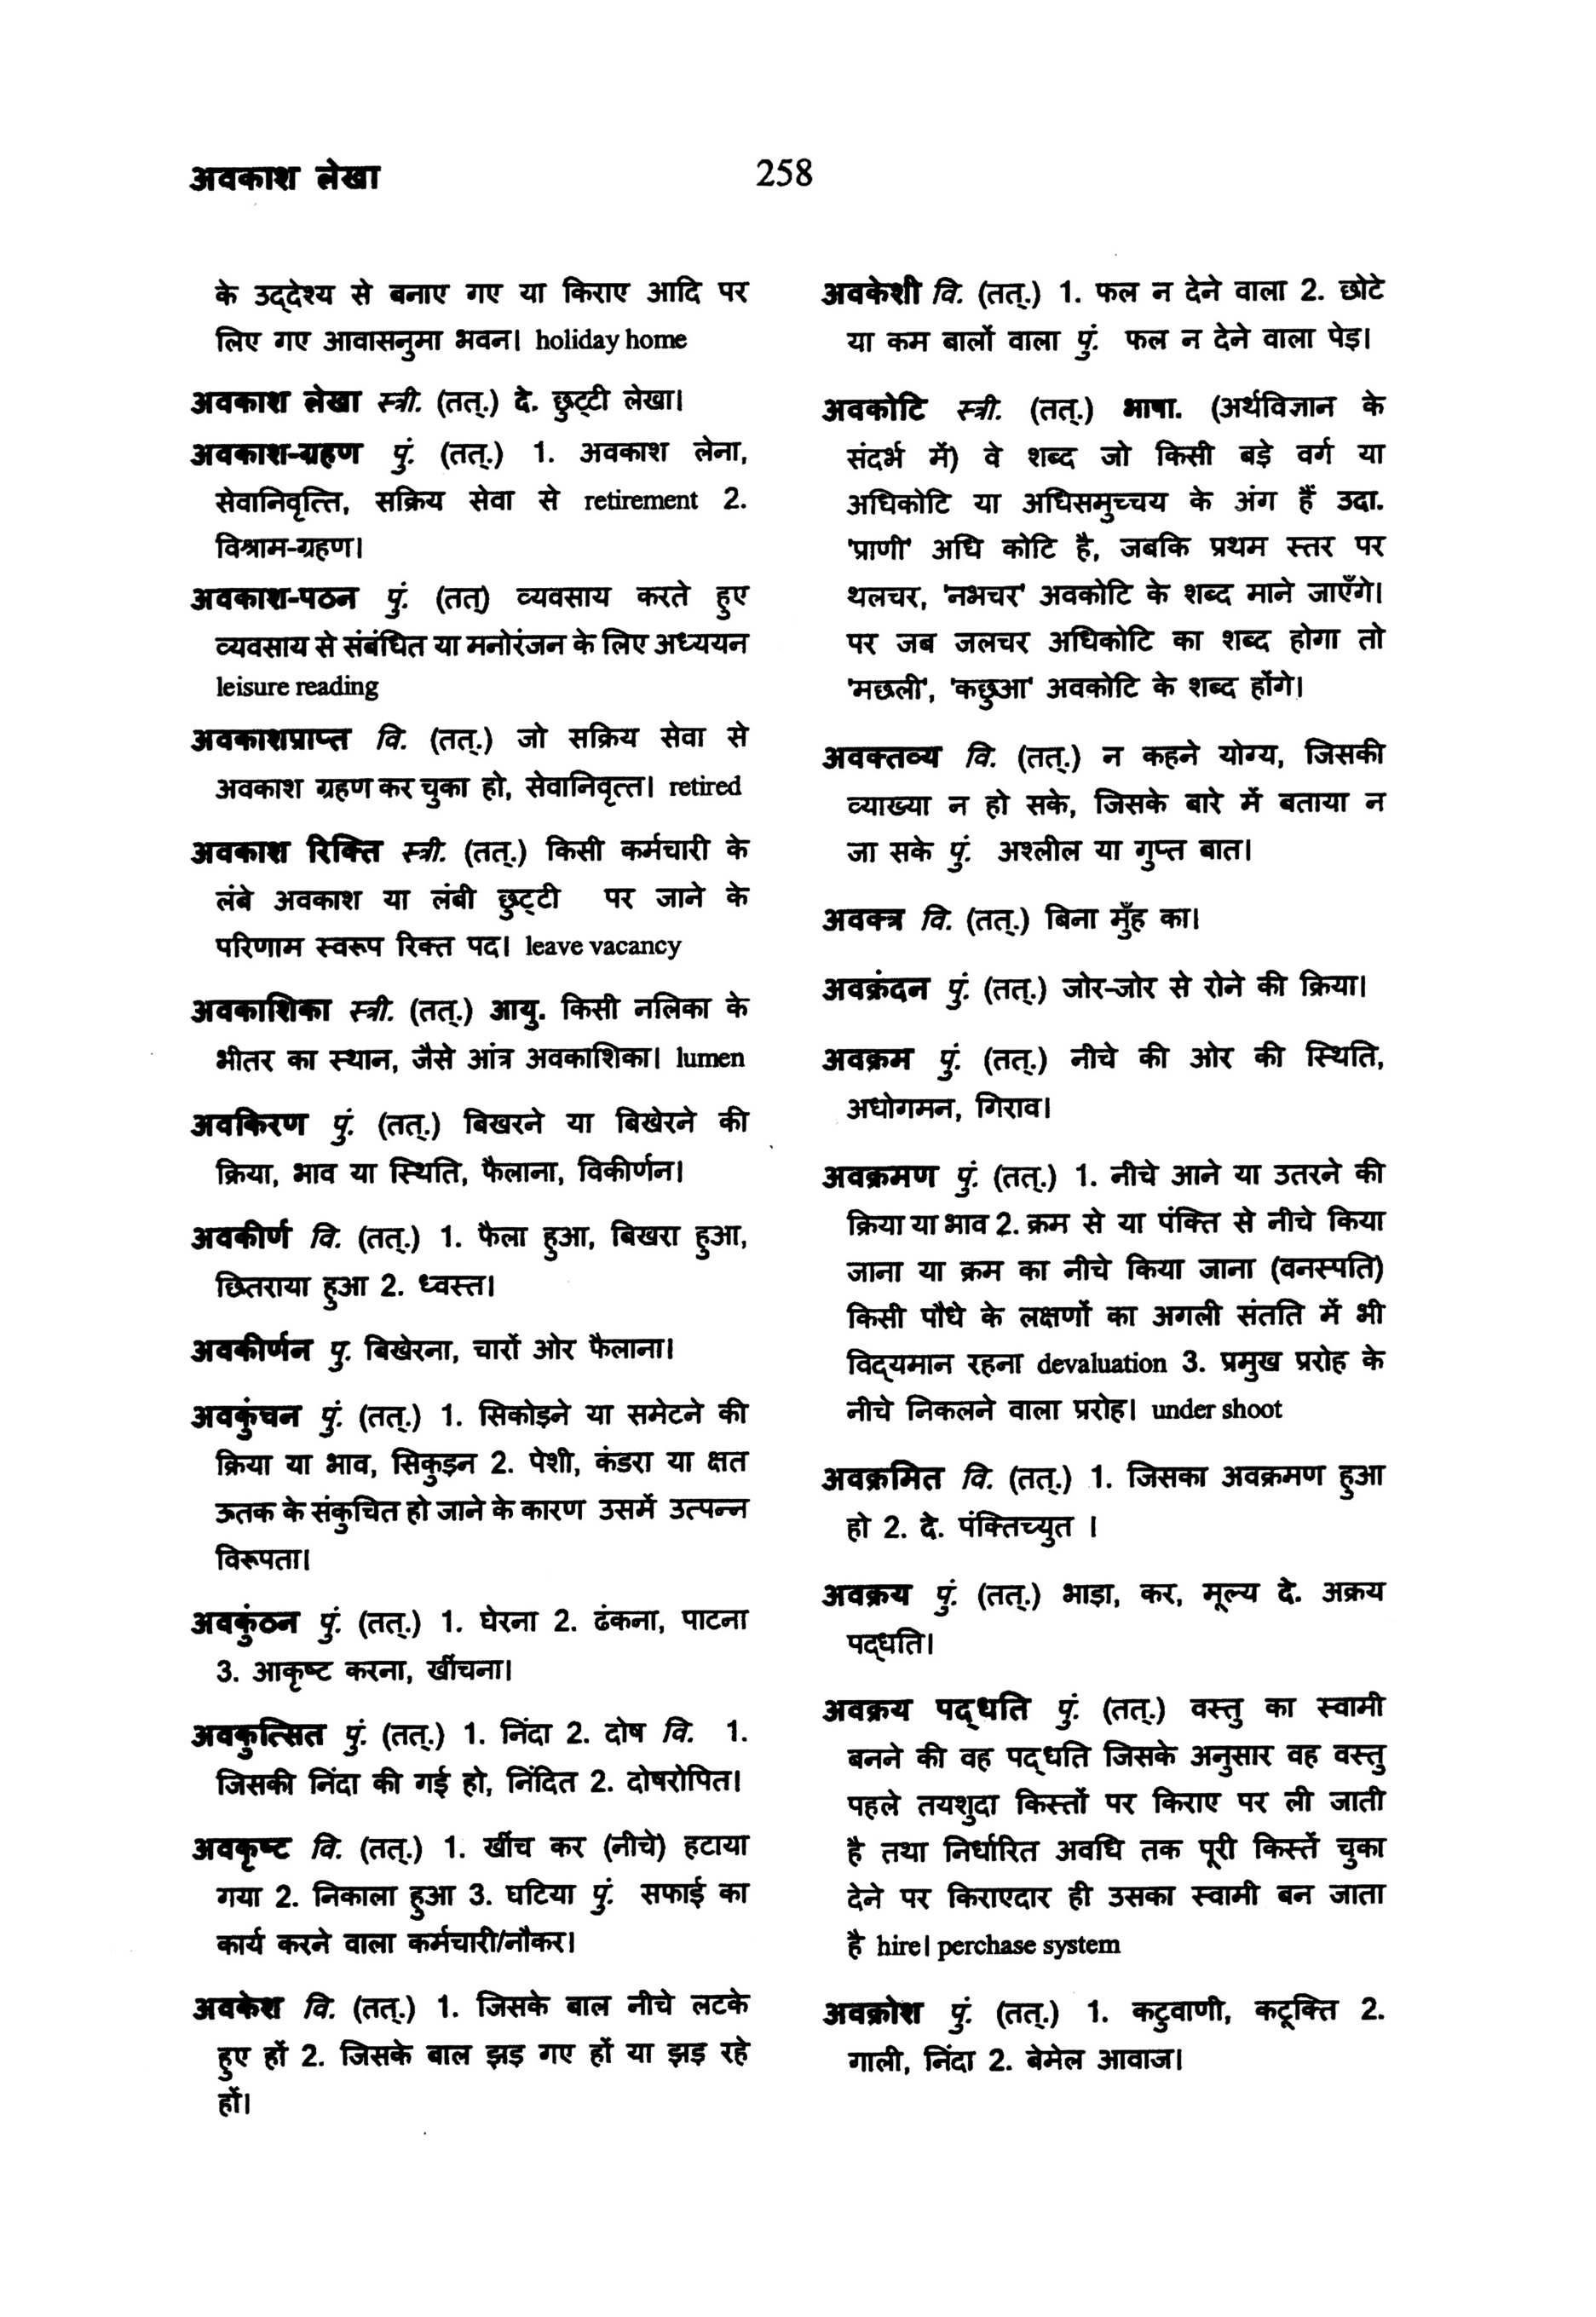 अवकाश लेखा
258
के उद्देश्य से बनाए गए या किराए आदि पर
लिए गए आवासनुमा भवन। holiday home
अवकाश लेखा स्त्री. (तत्.) दे. छुट्टी लेखा।
अवकाश-ग्रहण पुं. (तत्.) 1. अवकाश लेना,
सेवानिवृत्ति, सक्रिय सेवा से retirement 2.
विश्राम-ग्रहण।
अवकाश-पठन पुं. (तत्) व्यवसाय करते हुए
व्यवसाय से संबंधित या मनोरंजन के लिए अध्ययन
leisure reading
अवकाशप्राप्त वि. (तत्.) जो सक्रिय सेवा से
अवकाश ग्रहण कर चुका हो, सेवानिवृत्त। retired
अवकाश रिक्ति स्त्री. (तत्.) किसी कर्मचारी के
लंबे अवकाश या लंबी छुट्टी पर जाने के
परिणाम स्वरूप रिक्त पद। leave vacancy
अवकाशिका स्त्री. (तत्.) आयु. किसी नलिका के
भीतर का स्थान, जैसे आंत्र अवकाशिका। lumen
अवकिरण पुं. (तत्.) बिखरने या बिखेरने की
क्रिया, भाव या स्थिति, फैलाना, विकीर्णन।
अवकीर्ण वि. (तत्.) 1. फैला हुआ, बिखरा हुआ,
छितराया हुआ 2. ध्वस्त।
अवकीर्णन पु. बिखेरना, चारों ओर फैलाना।
अवकुंचन पुं. (तत्.) 1. सिकोड़ने या समेटने की
क्रिया या भाव, सिकुड़न 2. पेशी, कंडरा या क्षत
ऊतक के संकुचित हो जाने के कारण उसमें उत्पन्न
विरूपता।
अवकुंठन पुं. (तत्.) 1. घेरना 2. ढंकना, पाटना
3. आकृष्ट करना, खींचना।
अवकुत्सित पुं. (तत्.) 1. निंदा 2. दोष वि. 1.
जिसकी निंदा की गई हो, निंदित 2. दोषरोपित।
अवकृष्ट वि. (तत्.) 1. खींच कर (नीचे) हटाया
गया 2. निकाला हुआ 3. घटिया पुं. सफाई का
कार्य करने वाला कर्मचारी/नौकर।
अवकेश वि. (तत्.) 1. जिसके बाल नीचे लटके
हुए हों 2. जिसके बाल झड़ गए हों या झड़ रहे
हों।
अवकेशी वि. (तत्.) 1. फल न देने वाला 2. छोटे
या कम बालों वाला पुं. फल न देने वाला पेड़।
अवकोटि स्त्री. (तत्.) भाषा. (अर्थविज्ञान के
संदर्भ में) वे शब्द जो किसी बड़े वर्ग या
अधिकोटि या अधिसमुच्चय के अंग हैं उदा.
'प्राणी' अधि कोटि है, जबकि प्रथम स्तर पर
थलचर, 'नभचर' अवकोटि के शब्द माने जाएँगे।
पर जब जलचर अधिकोटि का शब्द होगा तो
'मछली', 'कछुआ' अवकोटि के शब्द होंगे।
अवक्तव्य वि. (तत्.) न कहने योग्य, जिसकी
व्याख्या न हो सके, जिसके बारे में बताया न
जा सके पुं. अश्लील या गुप्त बात।
अवक्त्र वि. (तत्.) बिना मुँह का।
अवक्रंदन पुं. (तत्.) जोर-जोर से रोने की क्रिया।
अवक्रम पुं. (तत्.) नीचे की ओर की स्थिति,
अधोगमन, गिराव।
अवक्रमण पुं. (तत्.) 1. नीचे आने या उतरने की
क्रिया या भाव 2. क्रम से या पंक्ति से नीचे किया
जाना या क्रम का नीचे किया जाना (वनस्पति)
किसी पौधे के लक्षणों का अगली संतति में भी
विद्यमान रहना devaluation 3. प्रमुख प्ररोह के
नीचे निकलने वाला प्ररोह। under shoot
अवक्रमित वि. (तत्.) 1. जिसका अवक्रमण हुआ
हो 2. दे. पंक्तिच्युत ।
अवक्रय पुं. (तत्.) भाड़ा, कर, मूल्य दे. अक्रय
पद्धति।
अवक्रय पद्धति पुं. (तत्.) वस्तु का स्वामी
बनने की वह पद्धति जिसके अनुसार वह वस्तु
पहले तयशुदा किस्तों पर किराए पर ली जाती
है तथा निर्धारित अवधि तक पूरी किस्तें चुका
देने पर किराएदार ही उसका स्वामी बन जाता
है hire। perchase system
अवक्रोश पुं. (तत्.) 1. कटुवाणी, कटूक्ति 2.
गाली, निंदा 2. बेमेल आवाज।